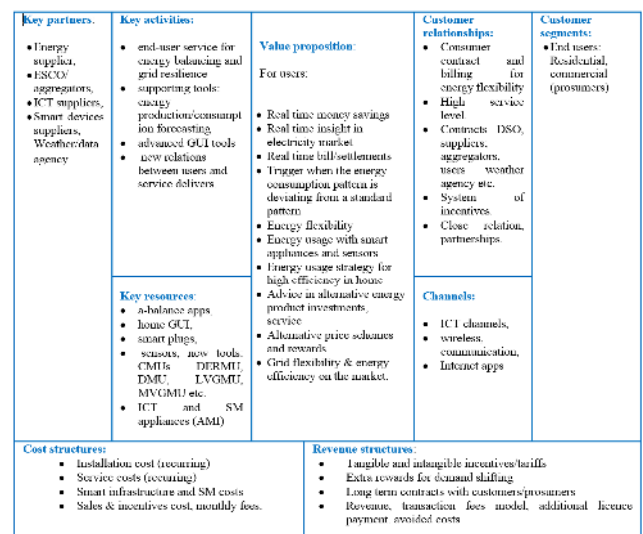 Key partners:
• Energy
supplier,
• ESCO/
aggregators,
• ICT suppliers,
• Smart devices
suppliers,
Weather/data
agency
Key activities:
• end-user service for
energy balancing and
grid resilience
• supporting tools:
energy
production/consumpt
ion forecasting
• advanced GUI tools
• new relations
between users and
service delivers
Key resources:
• a-balance apps,
• home GUI,
• smart plugs,
• sensors, new tools.
CMUs DERMU,
DMU, LVGMU,
MVGMU etc.
• ICT and SM
appliances (AMI)
Value proposition:
For users:
• Real time money savings
• Real time insight in
electricity market
• Real time bill/settlements
• Trigger when the energy
consumption pattern is
deviating from a standard
pattern
• Energy flexibility
• Energy usage with smart
appliances and sensors
• Energy usage strategy for
high efficiency in home
• Advice in alternative energy
product investments,
service
• Alternative price schemes
and rewards
• Grid flexibility & energy
efficiency on the market.
Customer
relationships:
• Consumer
contract and
billing for
energy flexibility
• High service
level
• Contracts DSO,
suppliers,
aggregators,
users weather
agency etc.
• System of
incentives.
• Close relation,
partnerships.
Channels:
• ICT channels,
• wireless,
communication,
• Internet apps
Customer
segments:
• End users:
Residential,
commercial
(prosumers)
Cost structures:
• Installation cost (recurring)
• Service costs (recurring)
• Smart infrastructure and SM costs
• Sales & incentives cost, monthly fees.
Revenue structures:
• Tangible and intangible incentives/tariffs
• Extra rewards for demand shifting
• Long term contracts with customers/prosumers
• Revenue, transaction fees model, additional licence
payment avoided costs